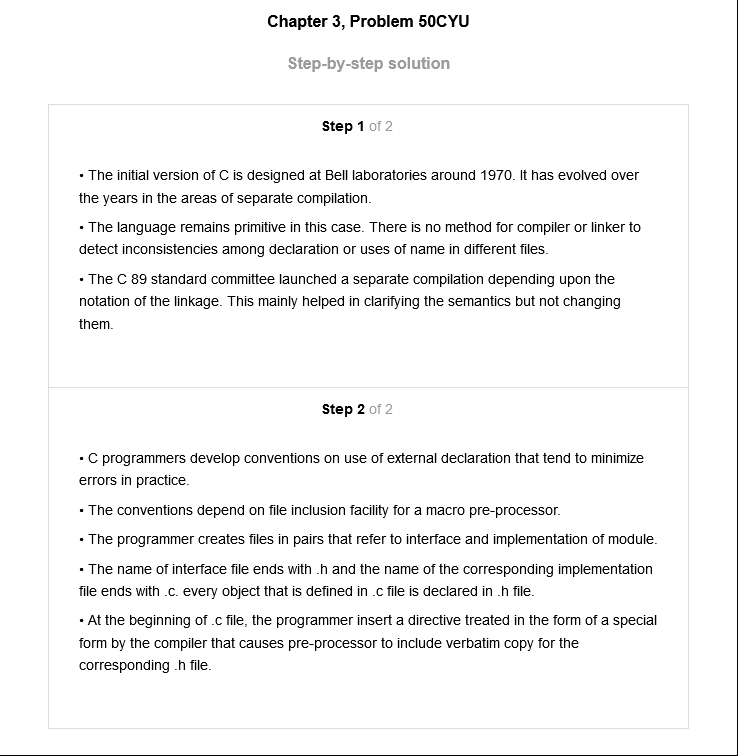 Chapter 3, Problem 50CYU
Step-by-step solution
Step 1 of 2
• The initial version of C is designed at Bell laboratories around 1970. It has evolved over
the years in the areas of separate compilation.
• The language remains primitive in this case. There is no method for compiler or linker to
detect inconsistencies among declaration or uses of name in different files.
• The C 89 standard committee launched a separate compilation depending upon the
notation of the linkage. This mainly helped in clarifying the semantics but not changing
them.
Step 2 of 2
• C programmers develop conventions on use of external declaration that tend to minimize
errors in practice.
• The conventions depend on file inclusion facility for a macro pre-processor.
• The programmer creates files in pairs that refer to interface and implementation of module.
• The name of interface file ends with .h and the name of the corresponding implementation
file ends with .c. every object that is defined in .c file is declared in .h file.
• At the beginning of .c file, the programmer insert a directive treated in the form of a special
form by the compiler that causes pre-processor to include verbatim copy for the
corresponding .h file.